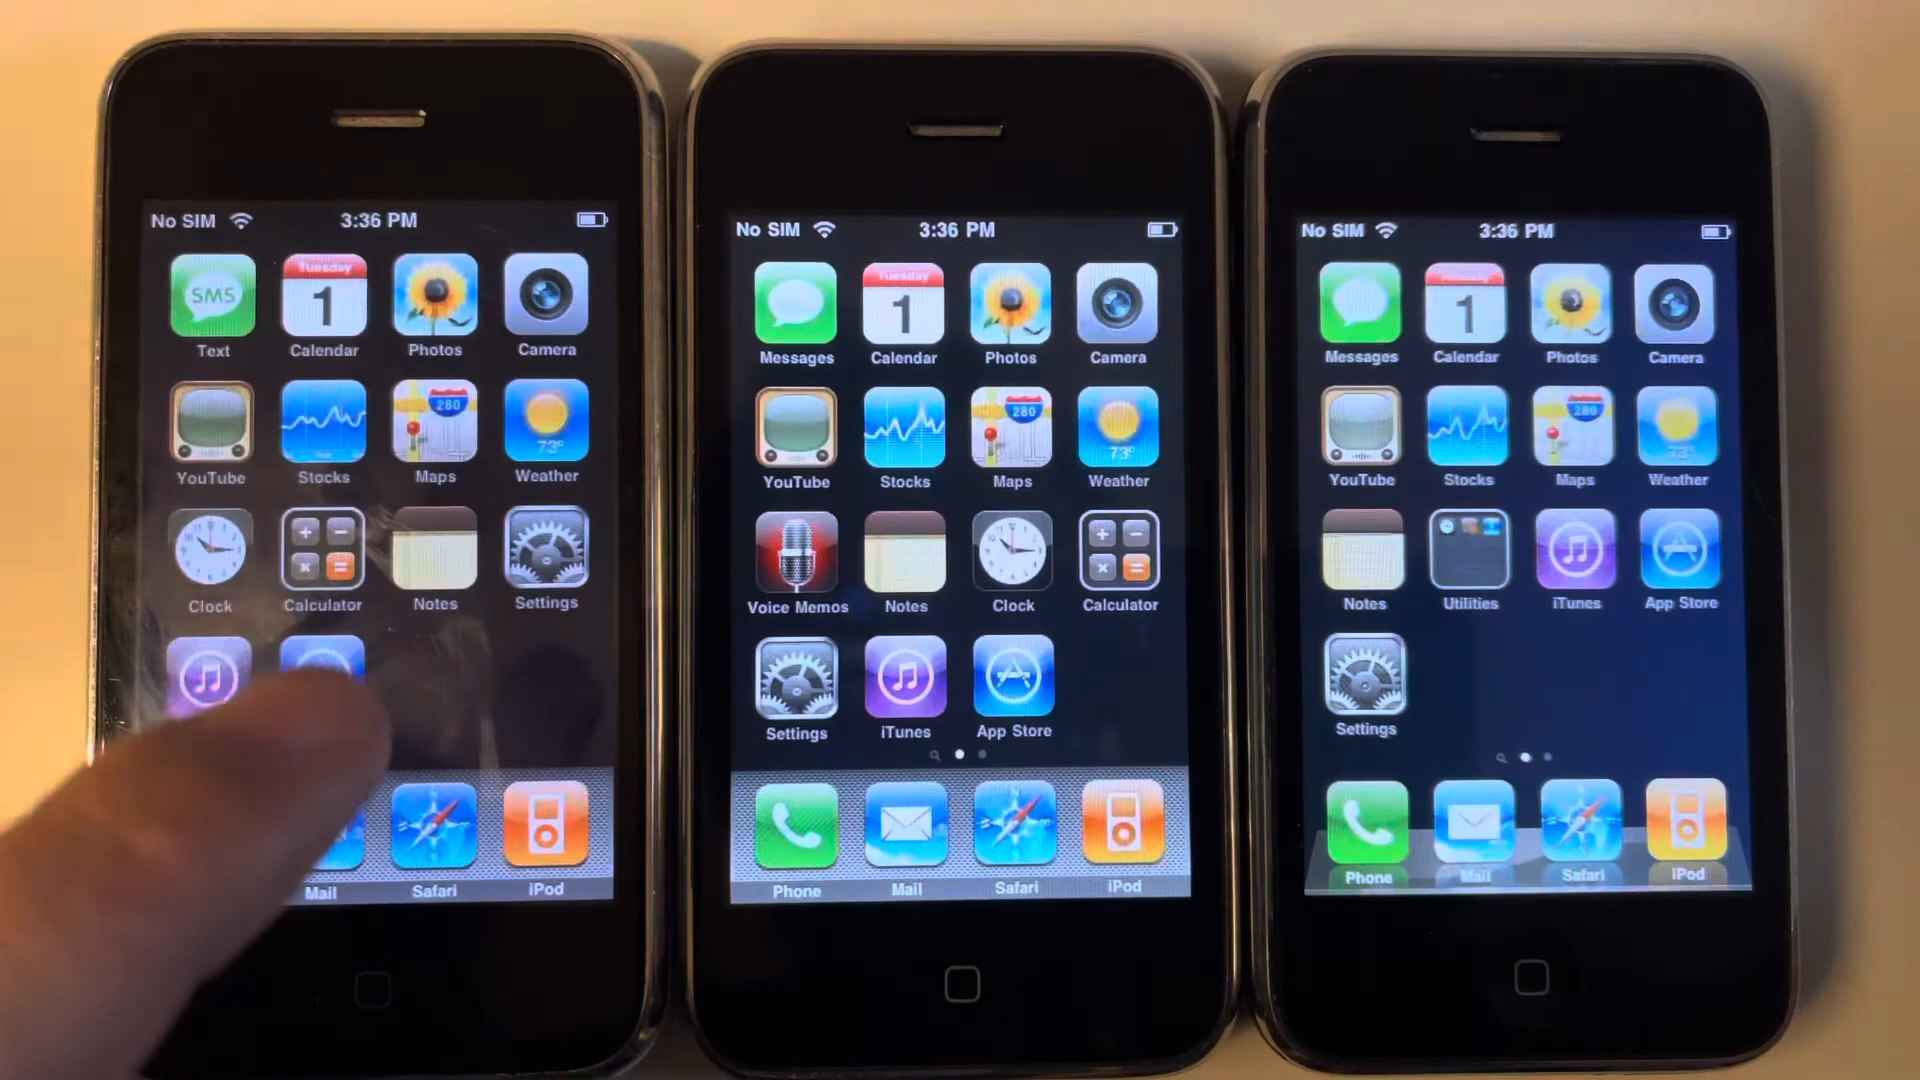 No SIM 3:36 PM
SMS Tuesday 1
Text Calendar Photos Camera
280 73°
YouTube Stocks Maps Weather
Clock Calculator Notes Settings
Mail Safari iPod
No SIM 3:36 PM
Tuesday 1
Messages Calendar Photos Camera
280 73°
YouTube Stocks Maps Weather
Voice Memos Notes Clock Calculator
Settings iTunes App Store
Phone Mail Safari iPod
No SIM 3:36 PM
Tuesday 1
Messages Calendar Photos Camera
280 73°
YouTube Stocks Maps Weather
Notes Utilities iTunes App Store
Settings
Phone Mail Safari iPod